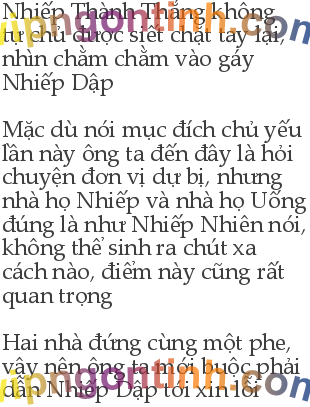 Nhiếp Thành Thắng không
tự chủ được siết chặt tay lại,
nhìn chằm chằm vào gáy
Nhiếp Dập
Mặc dù nói mục đích chủ yếu
lần này ông ta đến đây là hỏi
chuyện đơn vị dự bị, nhưng
nhà họ Nhiếp và nhà họ Uông
đúng là như Nhiếp Nhiên nói,
không thể sinh ra chút xa
cách nào, điểm này cũng rất
quan trọng
Hai nhà đứng cùng một phe,
vậy nên ông ta mới buộc phải
dẫn Nhiếp Dập tới xin lỗi
vipngontinh.com
vipngontinh.com